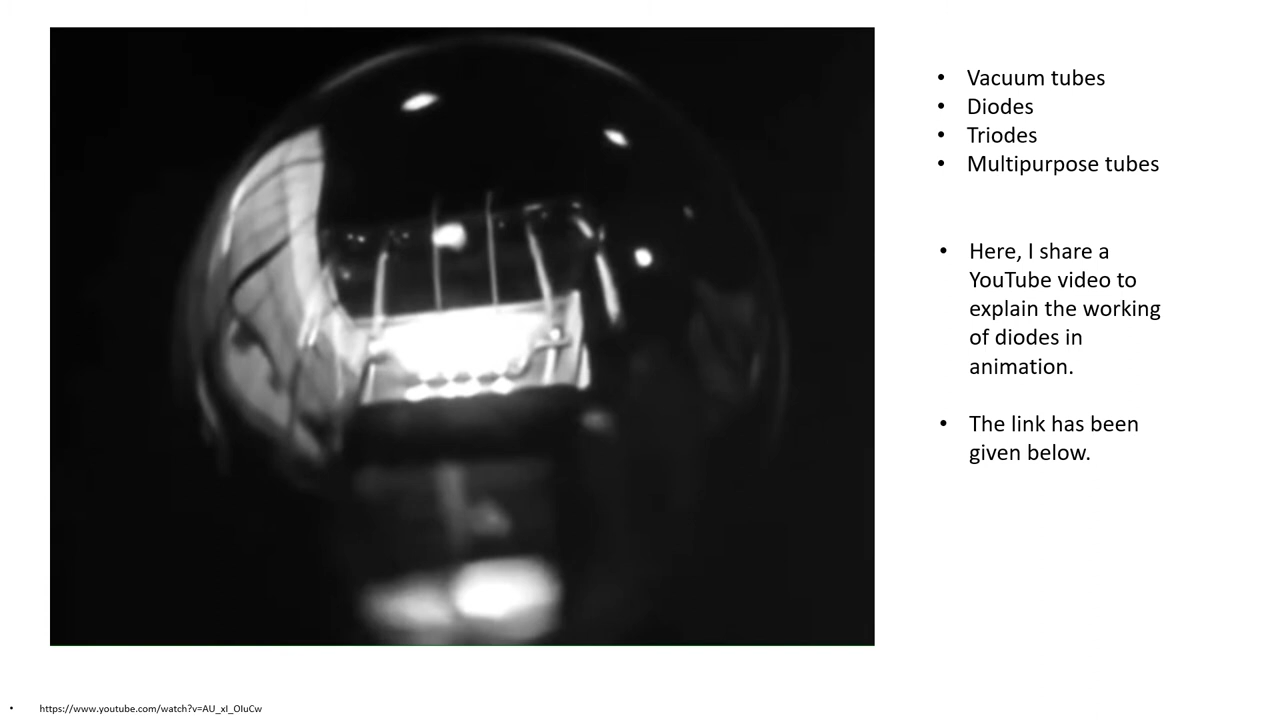 • Vacuum tubes
• Diodes
• Triodes
• Multipurpose tubes
• Here, I share a
YouTube video to
explain the working
of diodes in
animation.
• The link has been
given below.
• https://www.youtube.com/watch?v=AU_xI_OIuCw